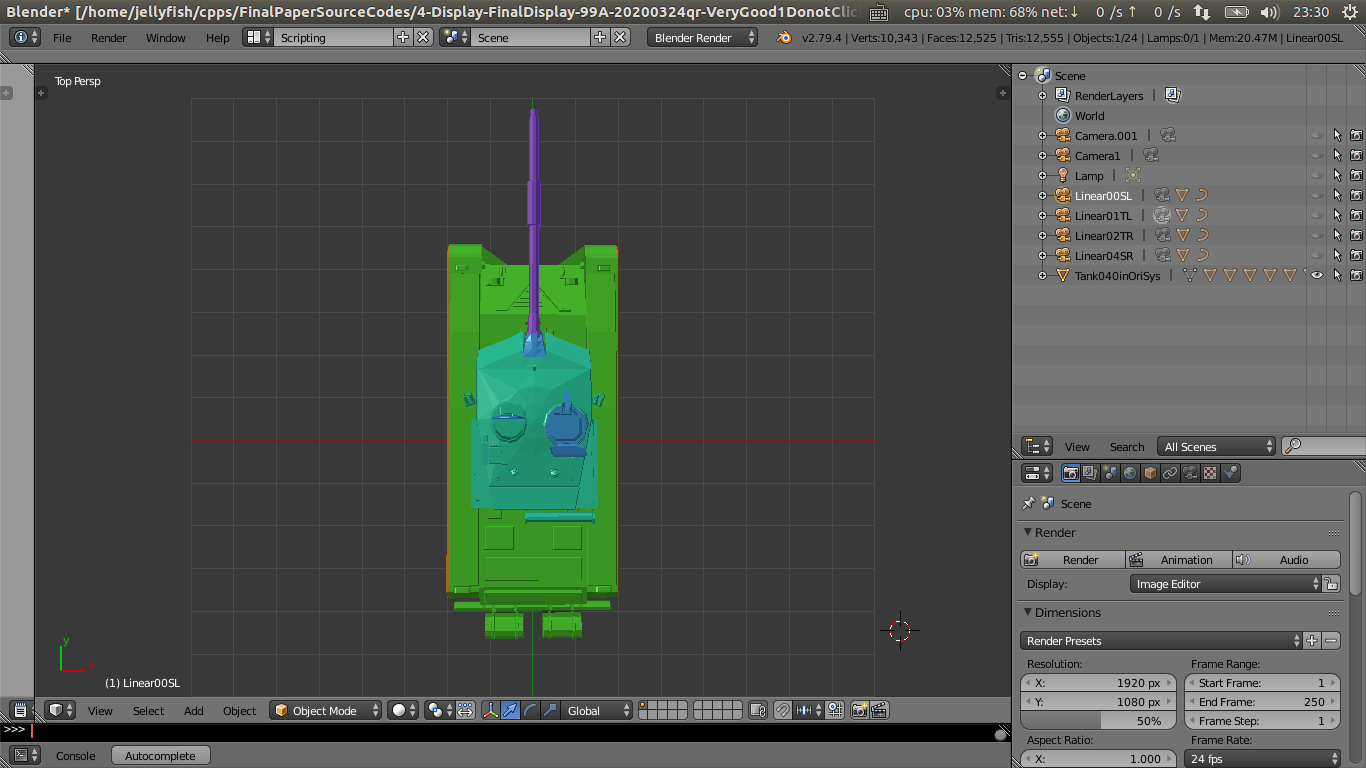 Blender* [/home/jellyfish/cpps/FinalPaperSourceCodes/4-Display-FinalDisplay-99A-20200324qr-VeryGood1DonotClic cpu: 03% mem: 68% net:↓ 0 /s ↑ 0 /s 23:30
File Render Window Help Scripting Scene Blender Render v2.79.4 | Verts:10,343 | Faces:12,525 | Tris:12,555 | Objects:1/24 | Lamps:0/1 | Mem:20.47M | Linear00SL
Top Persp
y
x
(1) Linear00SL
View Select Add Object Object Mode Global
>>>
Console Autocomplete
Scene
RenderLayers |
World
Camera.001 |
Camera1 |
Lamp |
Linear00SL |
Linear01TL |
Linear02TR |
Linear04SR |
Tank040inOriSys |
View Search All Scenes
Scene
Render
Render Animation Audio
Display: Image Editor
Dimensions
Render Presets
Resolution: Frame Range:
X: 1920 px Start Frame: 1
Y: 1080 px End Frame: 250
50% Frame Step: 1
Aspect Ratio: Frame Rate:
X: 1.000 24 fps